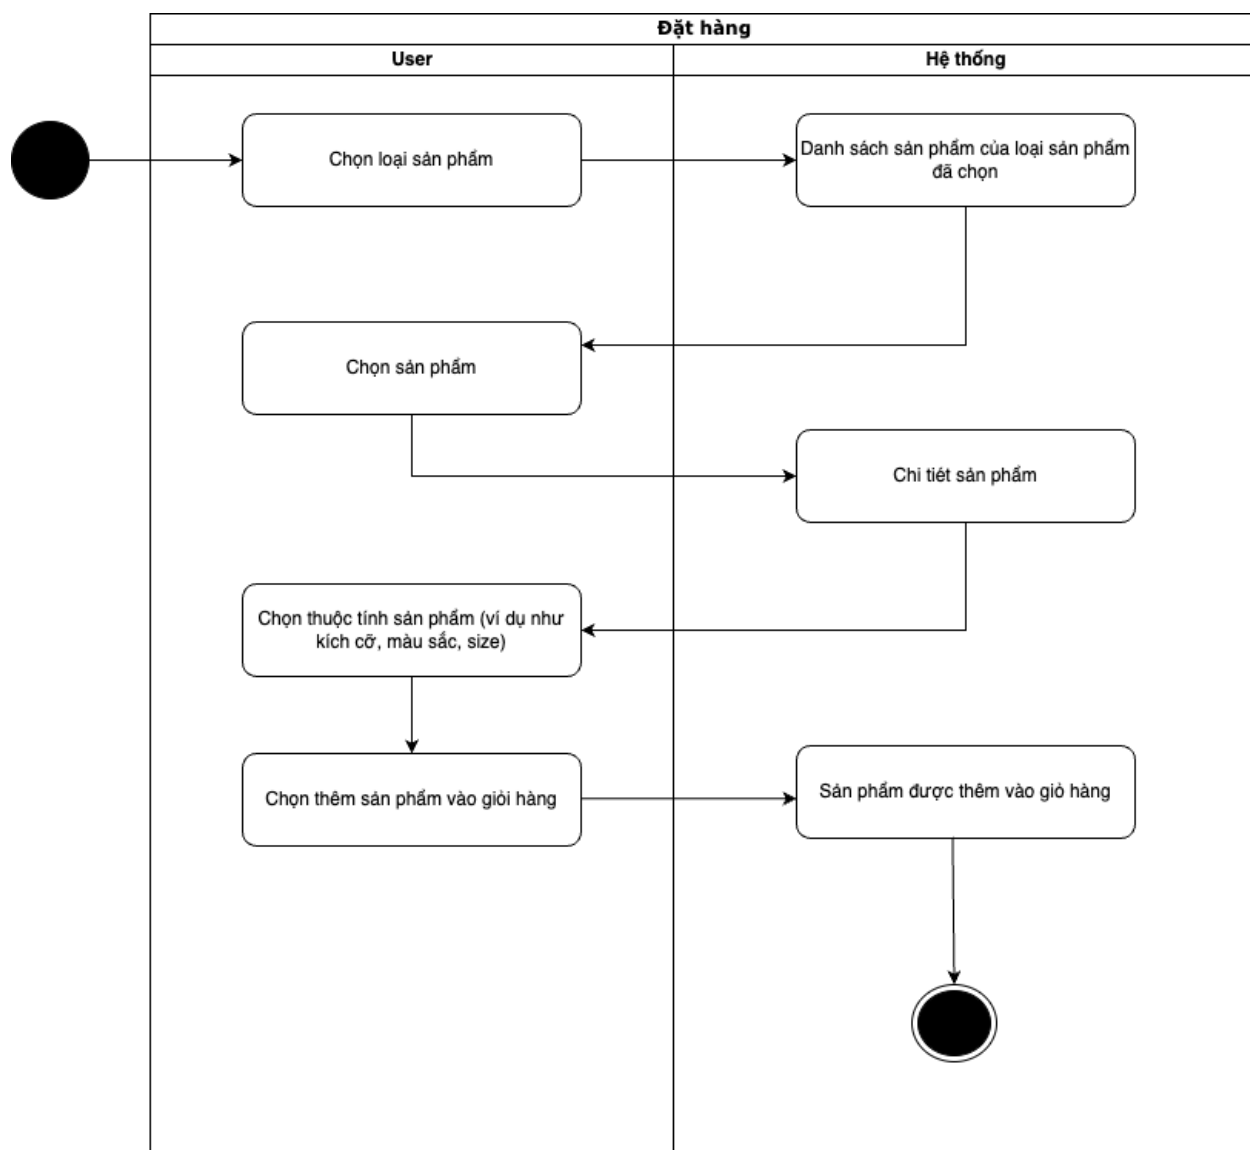 Đặt hàng
User
Hệ thống
Chọn loại sản phẩm
Danh sách sản phẩm của loại sản phẩm
đã chọn
Chọn sản phẩm
Chi tiét sản phẩm
Chọn thuộc tính sản phẩm (ví dụ như
kích cỡ, màu sắc, size)
Chọn thêm sản phẩm vào giỏi hàng
Sản phẩm được thêm vào giỏ hàng